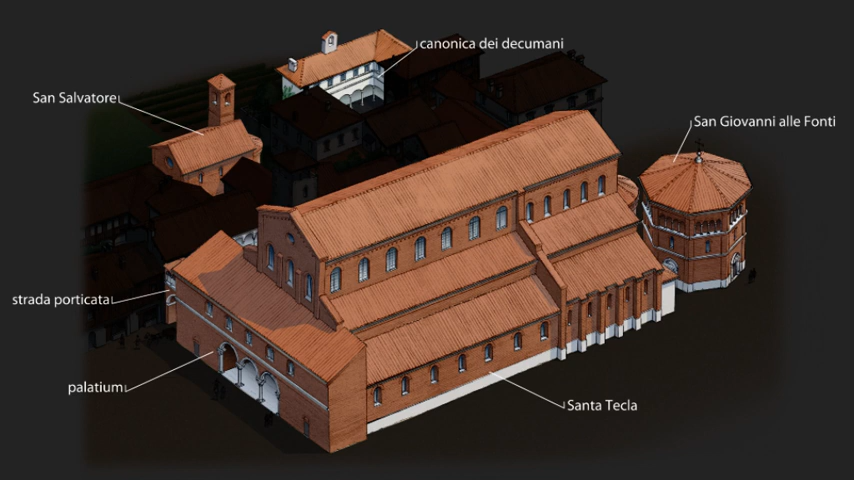 canonica dei decumani
San Salvatore
San Giovanni alle Fonti
strada porticata
palatium
Santa Tecla